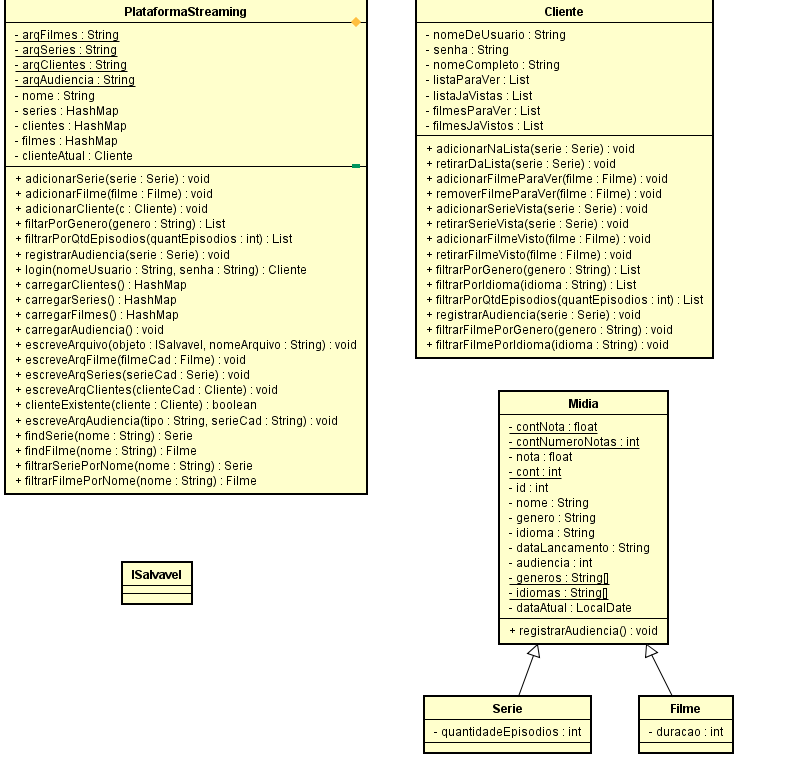 PlataformaStreaming
- arqFilmes : String
- arqSeries : String
- arqClientes : String
- arqAudiencia : String
- nome : String
- series : HashMap
- clientes : HashMap
- filmes : HashMap
- clienteAtual : Cliente
+ adicionarSerie(serie : Serie) : void
+ adicionarFilme(filme : Filme) : void
+ adicionarCliente(c : Cliente) : void
+ filtarPorGenero(genero : String) : List
+ filtrarPorQtdEpisodios(quantEpisodios : int) : List
+ registrarAudiencia(serie : Serie) : void
+ login(nomeUsuario : String, senha : String) : Cliente
+ carregarClientes() : HashMap
+ carregarSeries() : HashMap
+ carregarFilmes() : HashMap
+ carregarAudiencia() : void
+ escreveArquivo(objeto : ISalvavel, nomeArquivo : String) : void
+ escreveArqFilme(filmeCad : Filme) : void
+ escreveArqSeries(serieCad : Serie) : void
+ escreveArqClientes(clienteCad : Cliente) : void
+ clienteExistente(cliente : Cliente) : boolean
+ escreveArqAudiencia(tipo : String, serieCad : String) : void
+ findSerie(nome : String) : Serie
+ findFilme(nome : String) : Filme
+ filtrarSeriePorNome(nome : String) : Serie
+ filtrarFilmePorNome(nome : String) : Filme
Cliente
- nomeDeUsuario : String
- senha : String
- nomeCompleto : String
- listaParaVer : List
- listaJaVistas : List
- filmesParaVer : List
- filmesJaVistos : List
+ adicionarNaLista(serie : Serie) : void
+ retirarDaLista(serie : Serie) : void
+ adicionarFilmeParaVer(filme : Filme) : void
+ removerFilmeParaVer(filme : Filme) : void
+ adicionarSerieVista(serie : Serie) : void
+ retirarSerieVista(serie : Serie) : void
+ adicionarFilmeVisto(filme : Filme) : void
+ retirarFilmeVisto(filme : Filme) : void
+ filtrarPorGenero(genero : String) : List
+ filtrarPorIdioma(idioma : String) : List
+ filtrarPorQtdEpisodios(quantEpisodios : int) : List
+ registrarAudiencia(serie : Serie) : void
+ filtrarFilmePorGenero(genero : String) : void
+ filtrarFilmePorIdioma(idioma : String) : void
ISalvavel
Midia
- contNota : float
- contNumeroNotas : int
- nota : float
- cont : int
- id : int
- nome : String
- genero : String
- idioma : String
- dataLancamento : String
- audiencia : int
- generos : String[]
- idiomas : String[]
- dataAtual : LocalDate
+ registrarAudiencia() : void
Serie
- quantidadeEpisodios : int
Filme
- duracao : int